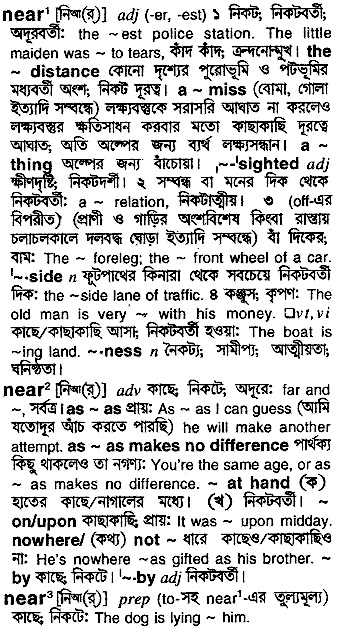 near¹ [নিআ(র্)] adj (-er, -est) ১ নিকট; নিকটবর্তী;
অদূরবর্তী: the ~est police station. The little
maiden was ~ to tears, কাঁদ কাঁদ; ক্রন্দনোন্মুখ। the
~ distance কোনো দৃশ্যের পুরোভূমি ও পটভূমির
মধ্যবর্তী অংশ; নিকট দূরত্ব। a ~ miss (বোমা, গোলা
ইত্যাদি সম্বন্ধে) লক্ষ্যবস্তুকে সরাসরি আঘাত না করলেও
লক্ষ্যবস্তুর ক্ষতিসাধন করবার মতো কাছাকাছি দূরত্বে
আঘাত; অতি অল্পের জন্য ব্যর্থ লক্ষ্যসন্ধান। a ~
thing অল্পের জন্য বাঁচোয়া। ˌ~-ˈsighted adj
ক্ষীণদৃষ্টি; নিকটদর্শী। ২ সম্বন্ধ বা মনের দিক থেকে
নিকটবর্তী: a ~ relation, নিকটাত্মীয়। ৩ (off-এর
বিপরীত) (প্রাণী ও গাড়ির অংশবিশেষ কিংবা রাস্তায়
চলাচলকালে দলবদ্ধ ঘোড়া ইত্যাদি সম্বন্ধে) বাঁ দিকের;
বাম: The ~ foreleg; the ~ front wheel of a car.
ˈ~-side n ফুটপাথের কিনারা থেকে সবচেয়ে নিকটবর্তী
দিক: the ~side lane of traffic. ৪ কঞ্জুস; কৃপণ: The
old man is very ~ with his money. □vt,vi
কাছে/কাছাকাছি আসা; নিকটবর্তী হওয়া: The boat is
~ing land. ~-ness n নৈকট্য; সামীপ্য; আত্মীয়তা;
ঘনিষ্ঠতা।
near² [নিআ(র্)] adv কাছে; নিকটে; অদূরে: far and
~, সর্বত্র। as ~ as প্রায়: As ~ as I can guess (আমি
যতোদূর আঁচ করতে পারছি) he will make another
attempt. as ~ as makes no difference পার্থক্য
কিছু থাকলেও তা নগণ্য: You're the same age, or as
~ as makes no difference. ~ at hand (ক)
হাতের কাছে/নাগালের মধ্যে। (খ) নিকটবর্তী। ~
on/upon কাছাকাছি; প্রায়: It was ~ upon midday.
nowhere/ (কথ্য) not ~ ধারে কাছেও/কাছাকাছিও
না: He's nowhere ~as gifted as his brother. ~
by কাছে; নিকটে। ˈ~-by adj নিকটবর্তী।
near³ [নিআ(র্)] prep (to-সহ near¹-এর তুল্যমূল্য)
কাছে; নিকটে: The dog is lying ~ him.